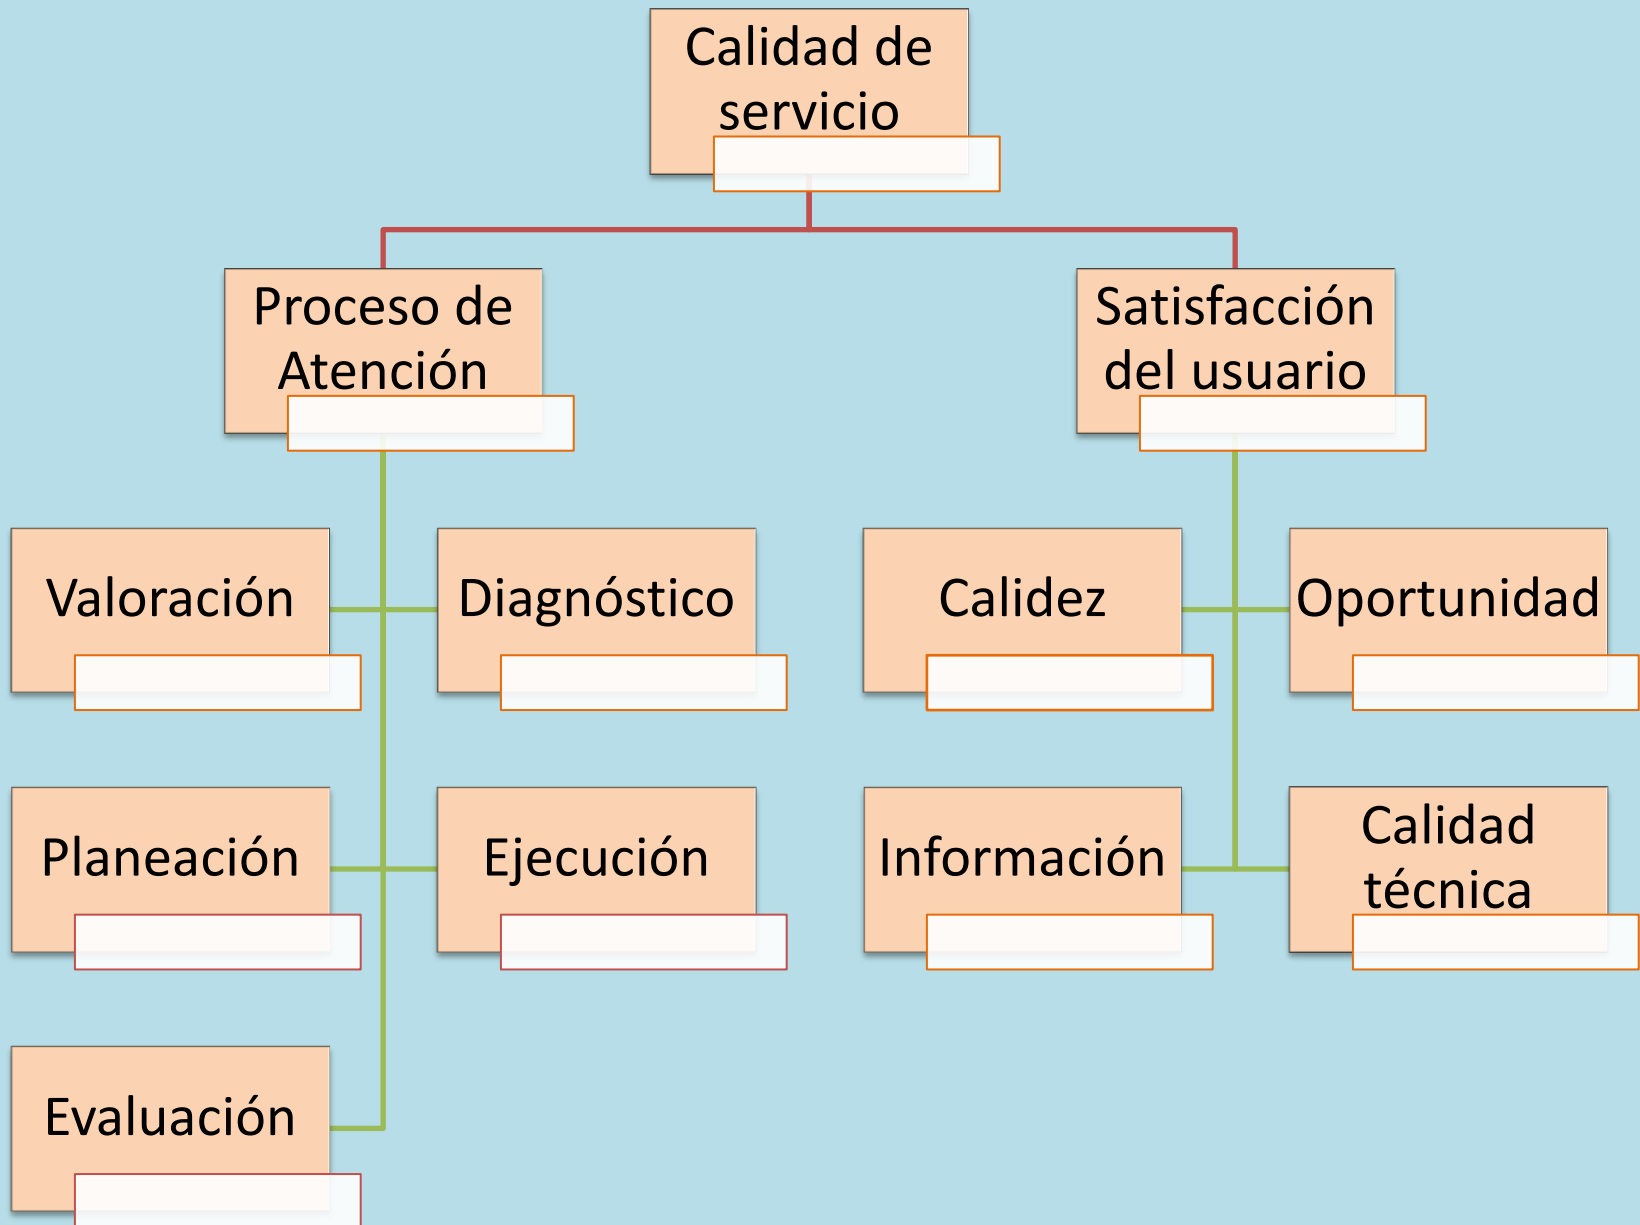 Calidad de
servicio
Proceso de
Atención
Satisfacción
del usuario
Valoración
Diagnóstico
Calidez
Oportunidad
Planeación
Ejecución
Información
Calidad
técnica
Evaluación